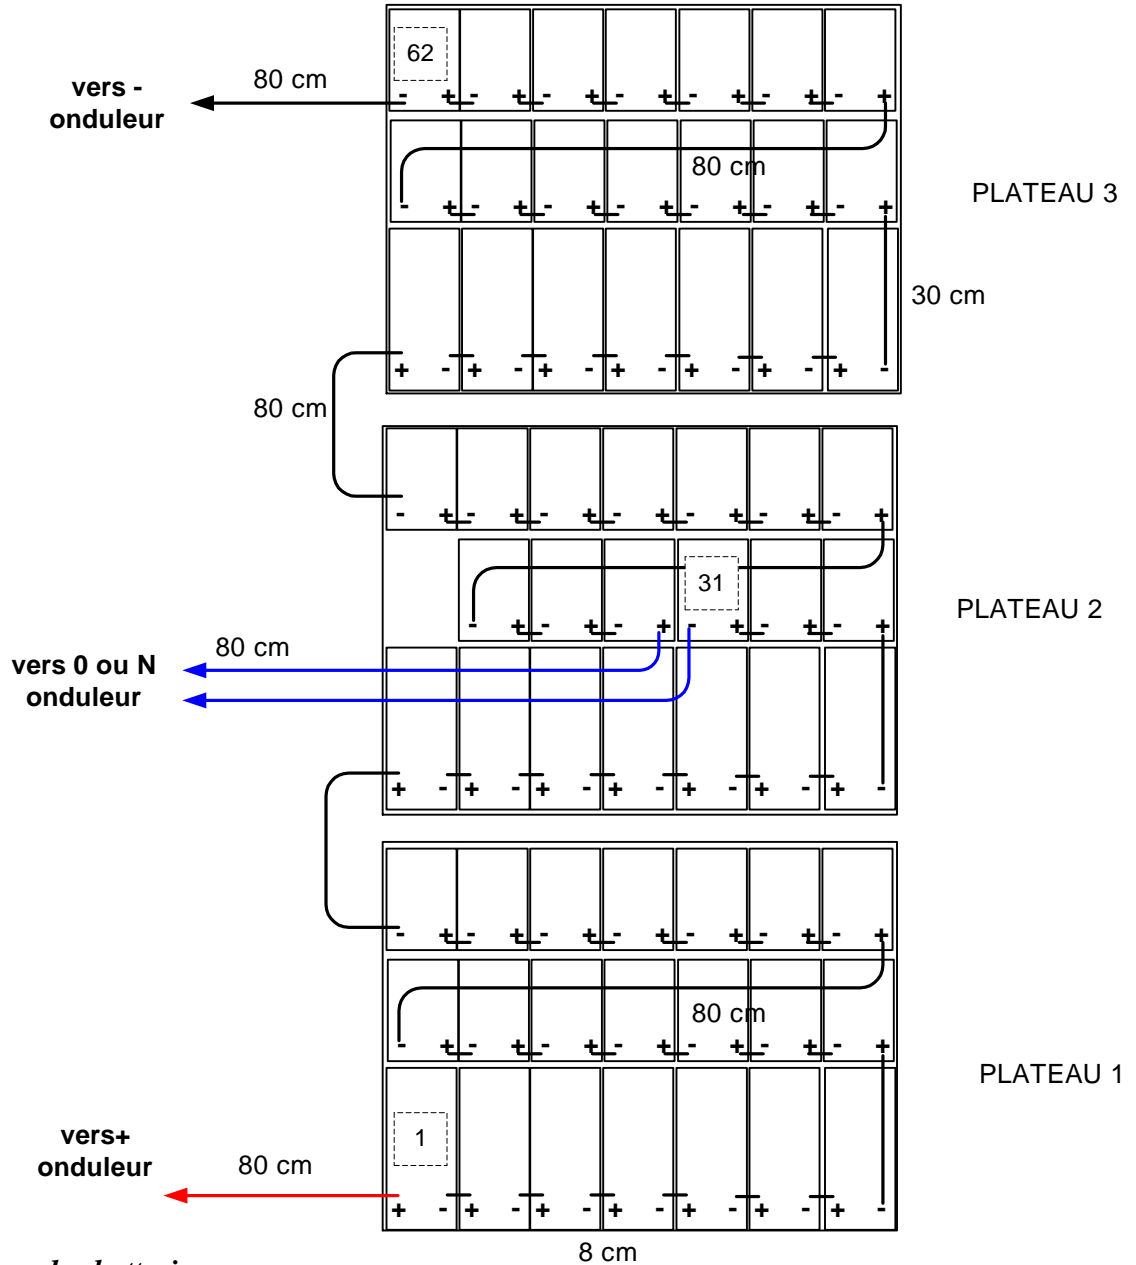 62
80 cm
vers -
onduleur
- + - + - + - + - + - + - +
80 cm
PLATEAU 3
- + - + - + - + - + - + - +
30 cm
+ - + - + - + - + - + - + -
80 cm
- + - + - + - + - + - + - +
31
PLATEAU 2
- + - + - + - + - + - +
80 cm
vers 0 ou N
onduleur
+ - + - + - + - + - + - + -
- + - + - + - + - + - + - +
80 cm
- + - + - + - + - + - + - +
PLATEAU 1
1
vers+
onduleur
80 cm
+ - + - + - + - + - + - + -
8 cm